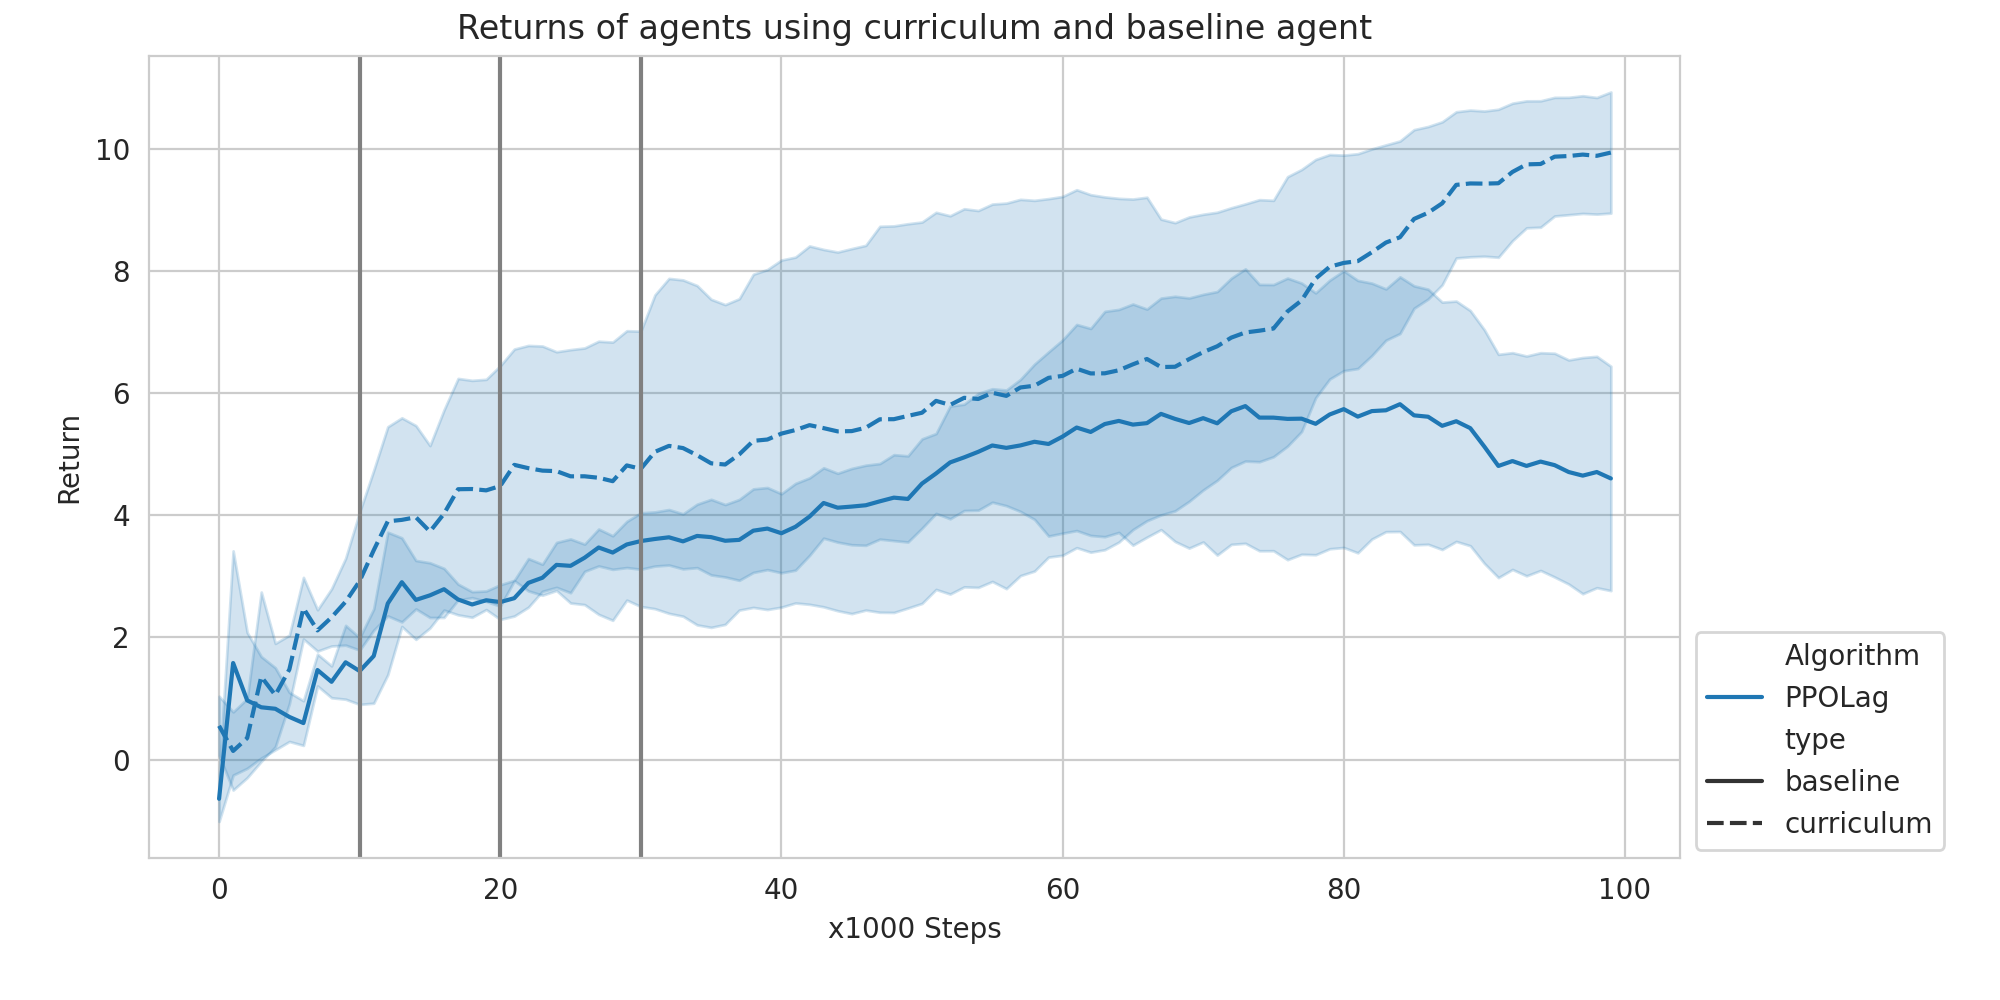 Returns of agents using curriculum and baseline agent
10
8
6
4
2
0
Return
0 20 40 60 80 100
x1000 Steps
Algorithm
PPOLag
type
baseline
curriculum